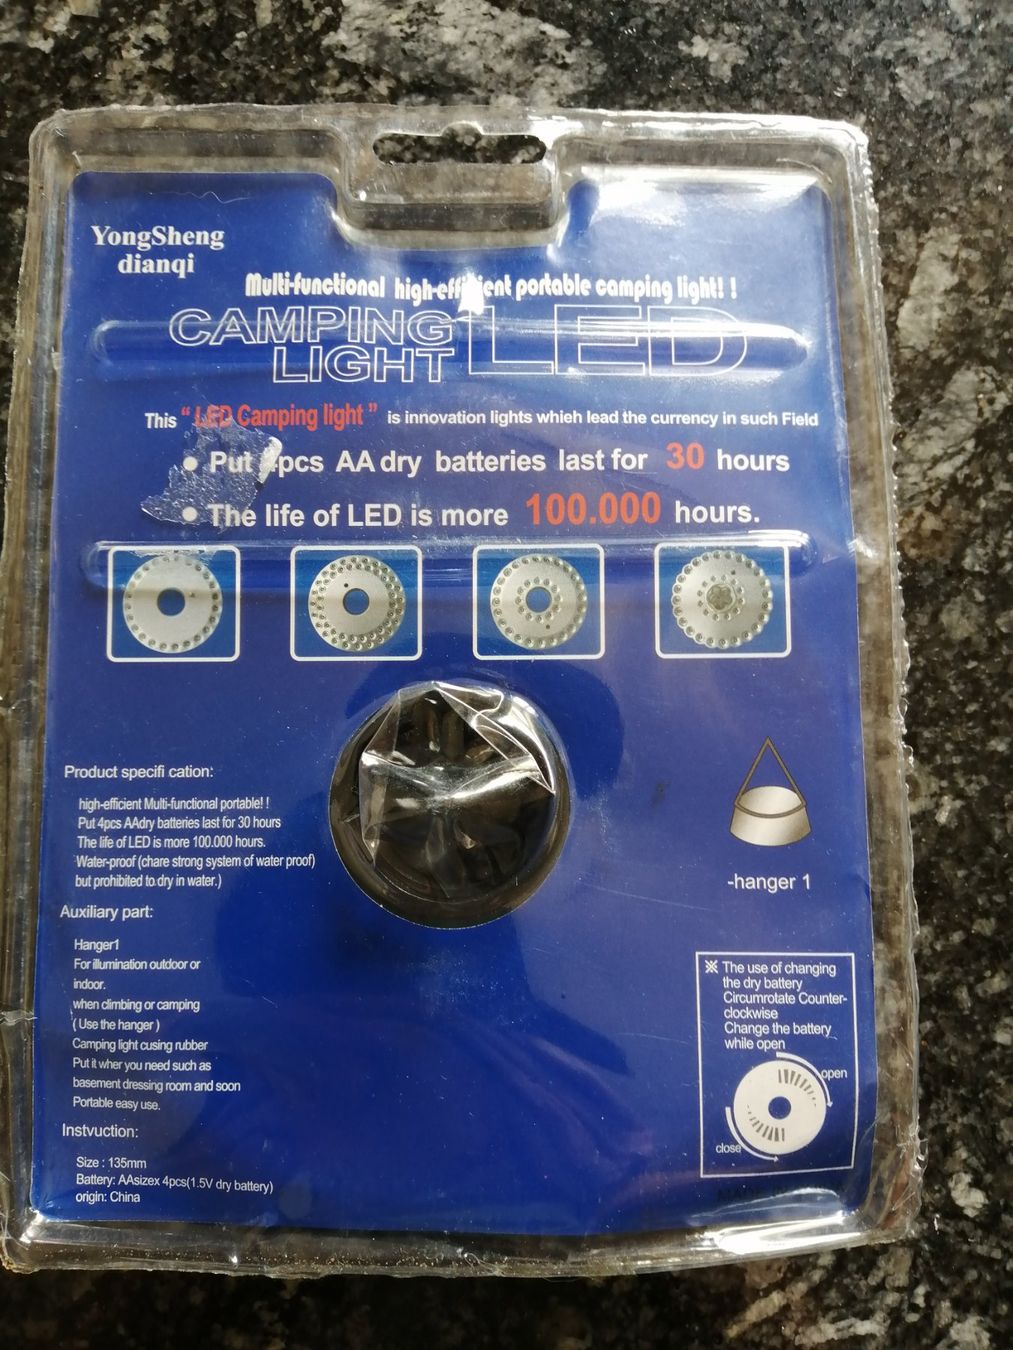 YongSheng
dianqi
Multi-functional high-efficient portable camping light! !
CAMPING
LIGHT
LED
This “ LED Camping light ” is innovation lights whieh lead the currency in such Field
• Put 4pcs AA dry batteries last for 30 hours
• The life of LED is more 100.000 hours.
Product specifi cation:
high-efficient Multi-functional portable! !
Put 4pcs AAdry batteries last for 30 hours
The life of LED is more 100.000 hours.
Water-proof (chare strong system of water proof)
but prohibited to dry in water.)
Auxiliary part:
Hanger1
For illumination outdoor or
indoor.
when climbing or camping
( Use the hanger )
Camping light cusing rubber
Put it wher you need such as
basement dressing room and soon
Portable easy use.
Instvuction:
Size : 135mm
Battery: AAsizex 4pcs(1.5V dry battery)
origin: China
-hanger 1
※ The use of changing
the dry battery
Circumrotate Counter-
clockwise
Change the battery
while open
open
close
MADE